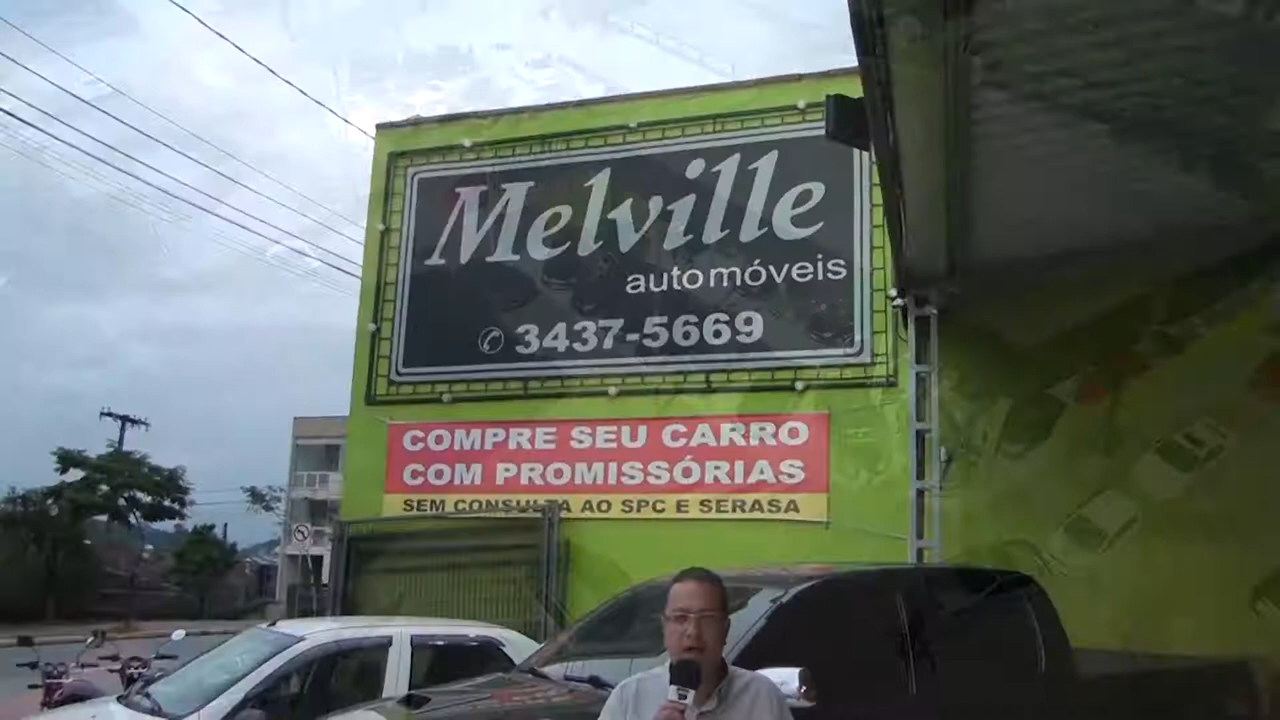 Melville
automóveis
3437-5669
COMPRE SEU CARRO
COM PROMISSÓRIAS
SEM CONSULTA AO SPC E SERASA